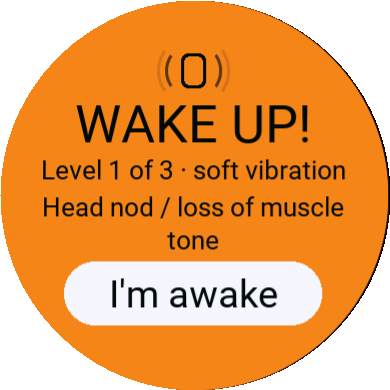 WAKE UP!
Level 1 of 3 · soft vibration
Head nod / loss of muscle
tone
I'm awake